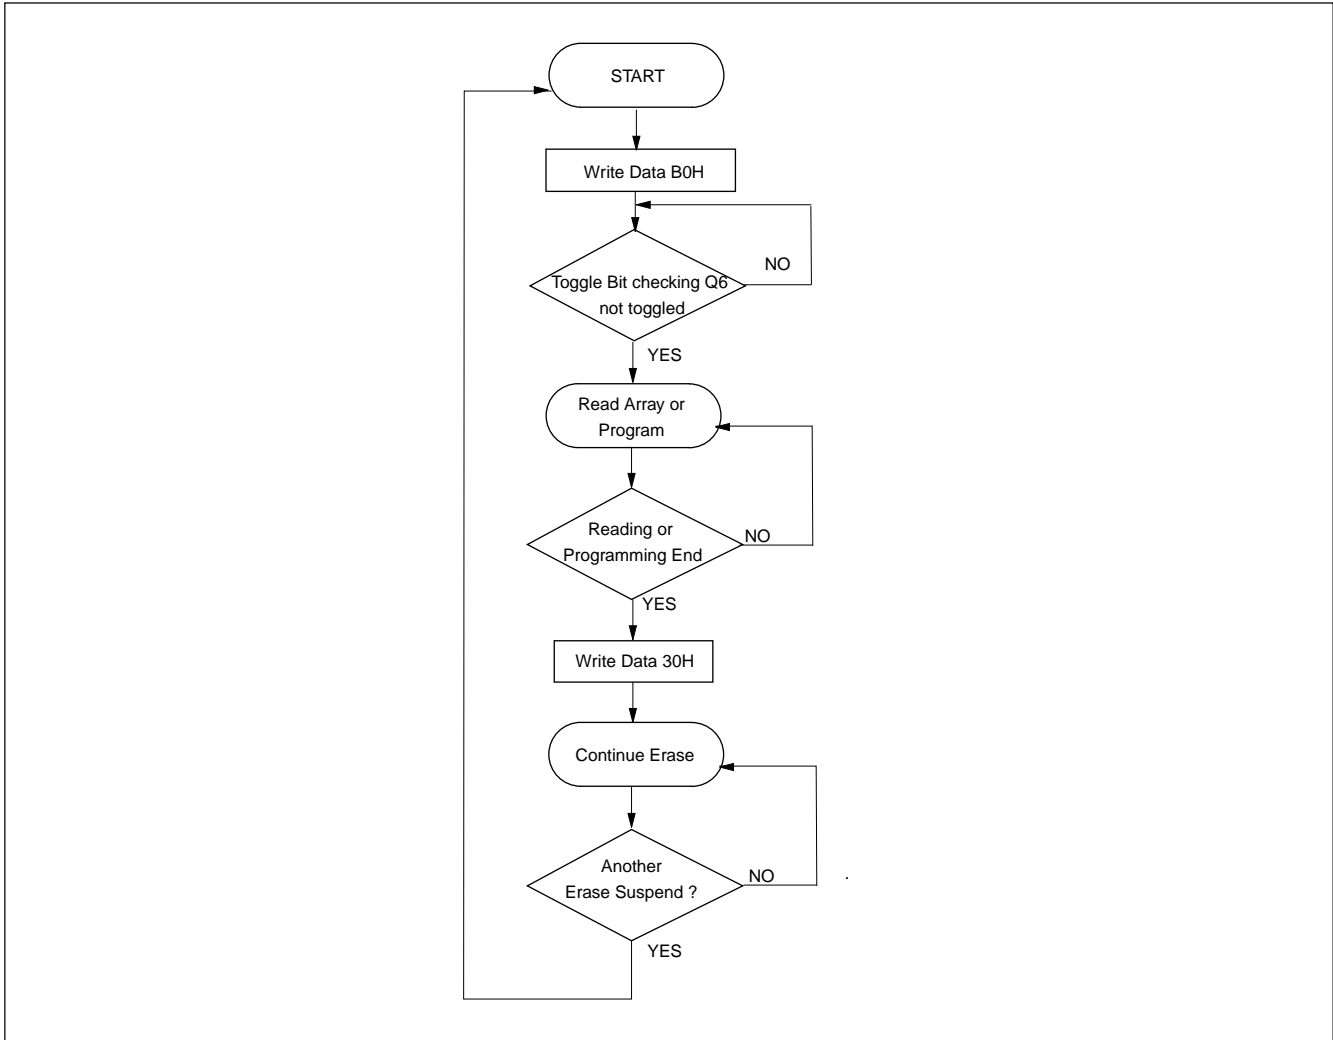 START
Write Data B0H
NO
Toggle Bit checking Q6
not toggled
YES
Read Array or
Program
Reading or
NO
Programming End
YES
Write Data 30H
Continue Erase
Another
NO
Erase Suspend ?
YES